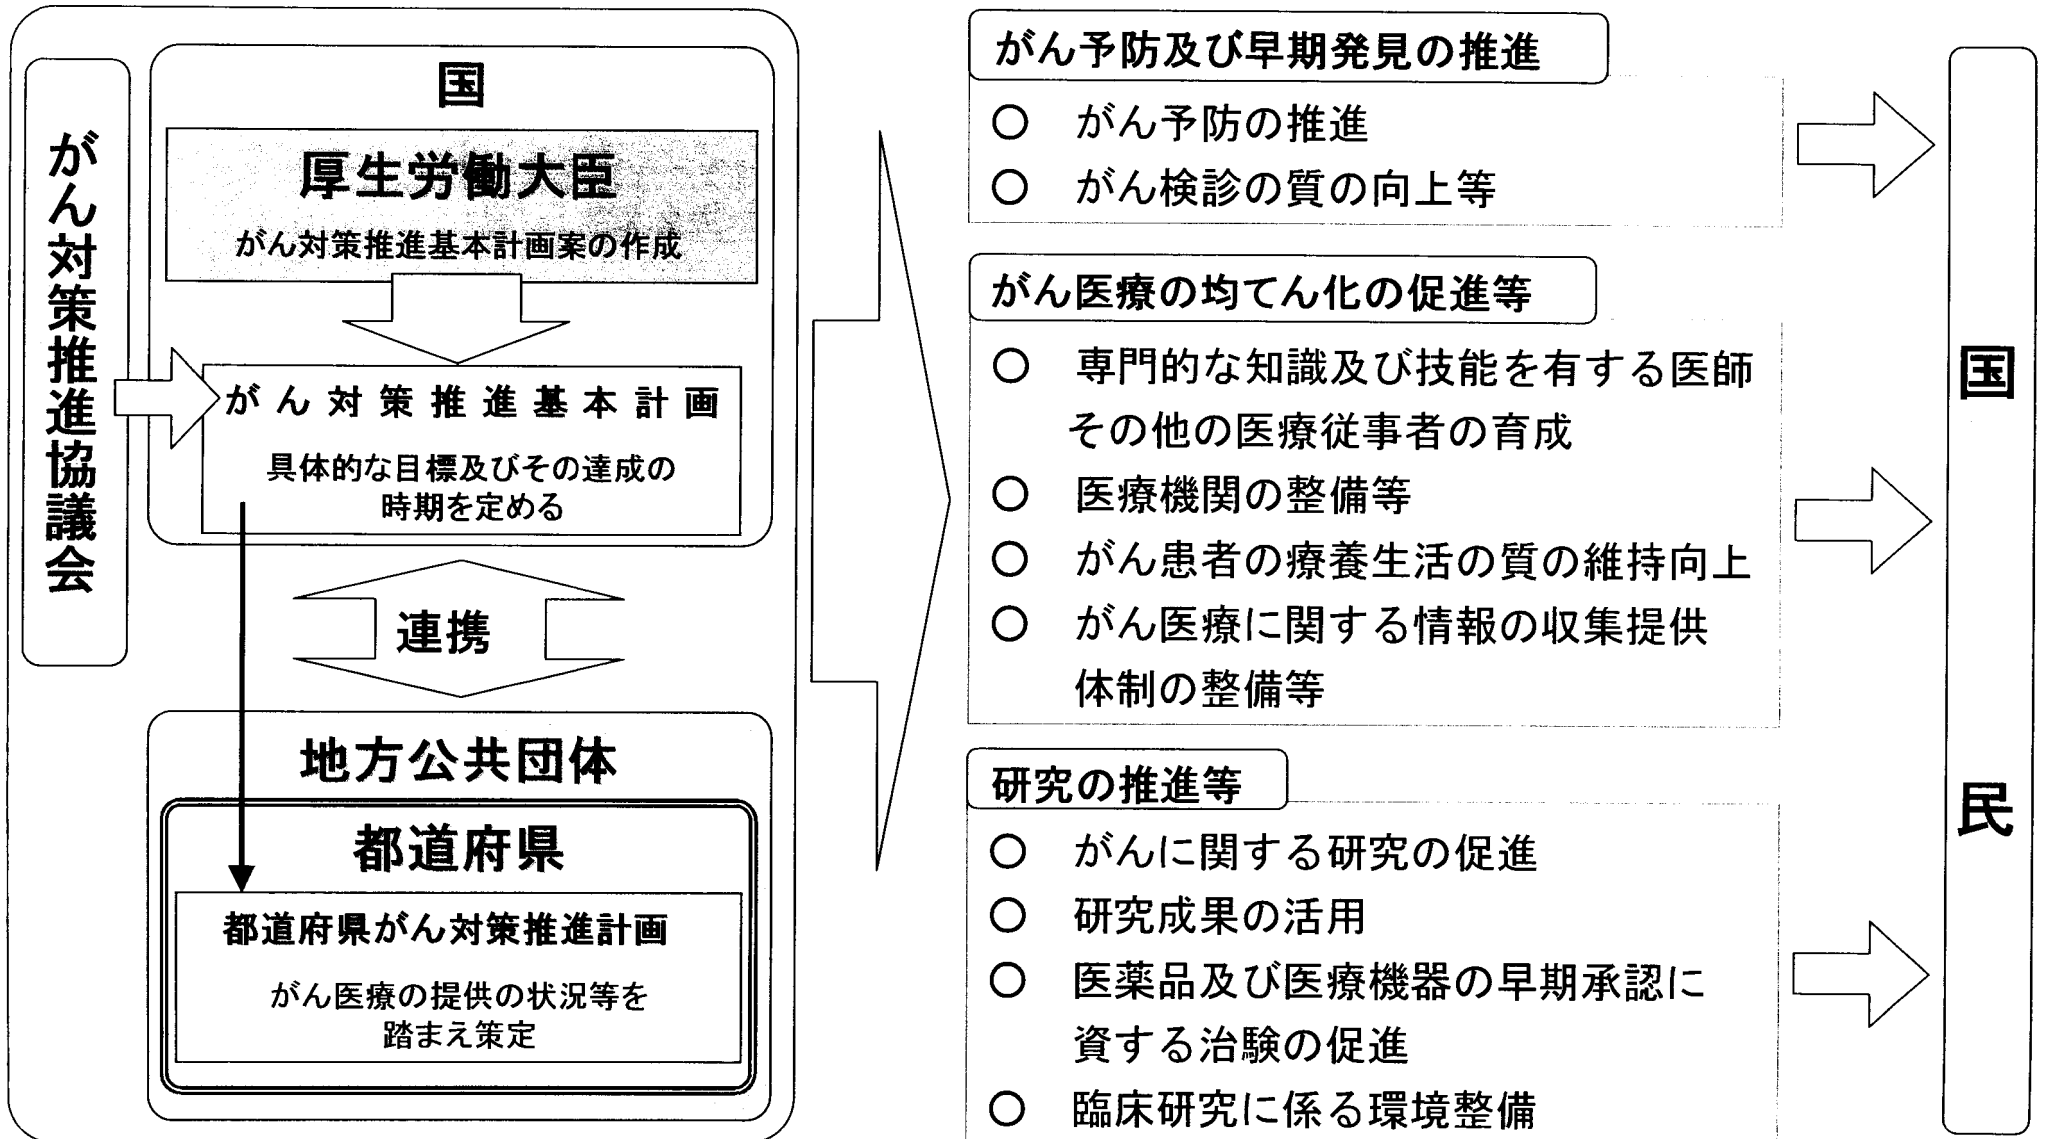 がん対策推進協議会
国
厚生労働大臣
がん対策推進基本計画案の作成
がん対策推進基本計画
具体的な目標及びその達成の
時期を定める
連携
地方公共団体
都道府県
都道府県がん対策推進計画
がん医療の提供の状況等を
踏まえ策定
がん予防及び早期発見の推進
○ がん予防の推進
○ がん検診の質の向上等
がん医療の均てん化の促進等
○ 専門的な知識及び技能を有する医師
その他の医療従事者の育成
○ 医療機関の整備等
○ がん患者の療養生活の質の維持向上
○ がん医療に関する情報の収集提供
体制の整備等
研究の推進等
○ がんに関する研究の促進
○ 研究成果の活用
○ 医薬品及び医療機器の早期承認に
資する治験の促進
○ 臨床研究に係る環境整備
国民